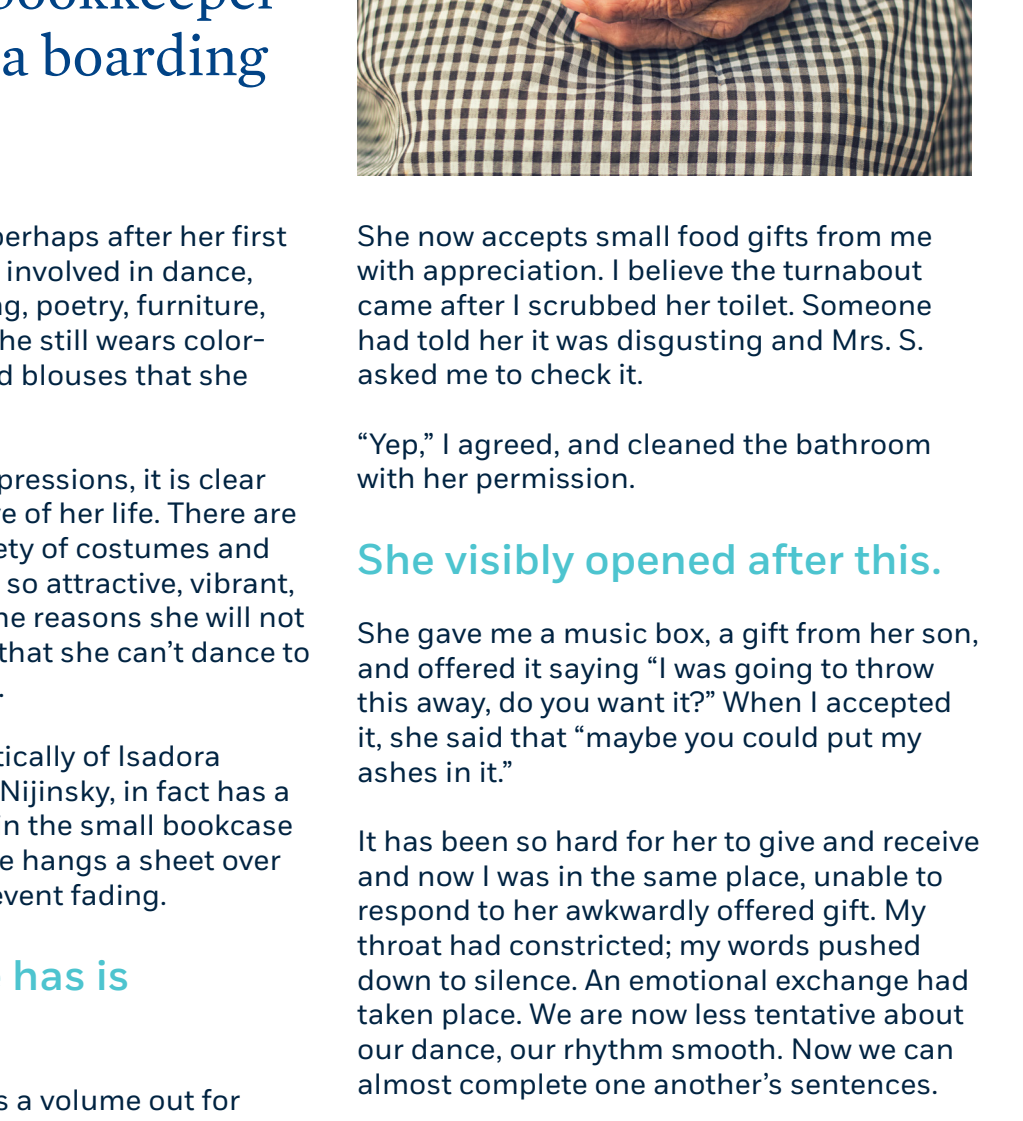 a boarding
perhaps after her first
involved in dance,
poetry, furniture,
still wears color-
blouses that she
it is clear
of her life. There are
of costumes and
so attractive, vibrant,
reasons she will not
that she can’t dance to
of Isadora
Nijinsky, in fact has a
the small bookcase
hangs a sheet over
fading.
has is
a volume out for
She now accepts small food gifts from me
with appreciation. I believe the turnabout
came after I scrubbed her toilet. Someone
had told her it was disgusting and Mrs. S.
asked me to check it.
“Yep,” I agreed, and cleaned the bathroom
with her permission.
She visibly opened after this.
She gave me a music box, a gift from her son,
and offered it saying “I was going to throw
this away, do you want it?” When I accepted
it, she said that “maybe you could put my
ashes in it.”
It has been so hard for her to give and receive
and now I was in the same place, unable to
respond to her awkwardly offered gift. My
throat had constricted; my words pushed
down to silence. An emotional exchange had
taken place. We are now less tentative about
our dance, our rhythm smooth. Now we can
almost complete one another’s sentences.